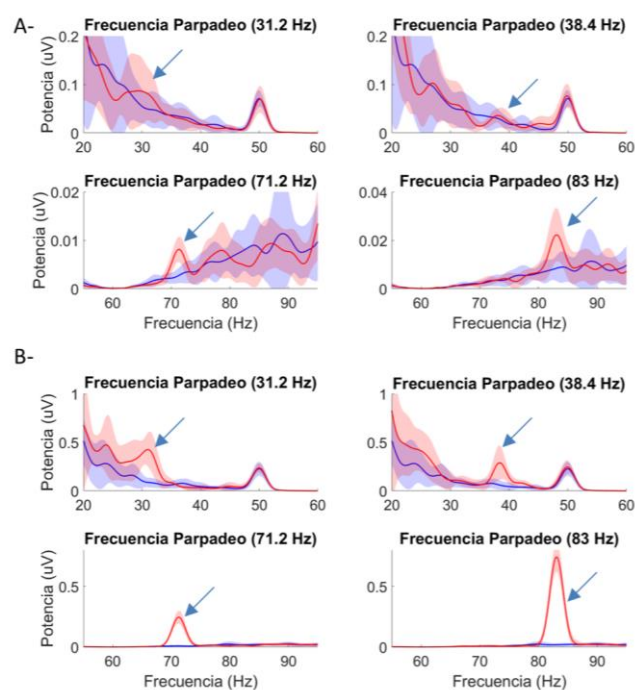 A-
Frecuencia Parpadeo (31.2 Hz)
Frecuencia Parpadeo (38.4 Hz)
Potencia (uV)
0.2
0.1
0
20 30 40 50 60
0.2
0.1
0
20 30 40 50 60
Frecuencia Parpadeo (71.2 Hz)
Frecuencia Parpadeo (83 Hz)
Potencia (uV)
0.02
0.01
0
60 70 80 90
Frecuencia (Hz)
0.04
0.02
0
60 70 80 90
Frecuencia (Hz)
B-
Frecuencia Parpadeo (31.2 Hz)
Frecuencia Parpadeo (38.4 Hz)
Potencia (uV)
1
0.5
0
20 30 40 50 60
1
0.5
0
20 30 40 50 60
Frecuencia Parpadeo (71.2 Hz)
Frecuencia Parpadeo (83 Hz)
Potencia (uV)
0.5
0
60 70 80 90
Frecuencia (Hz)
0.5
0
60 70 80 90
Frecuencia (Hz)